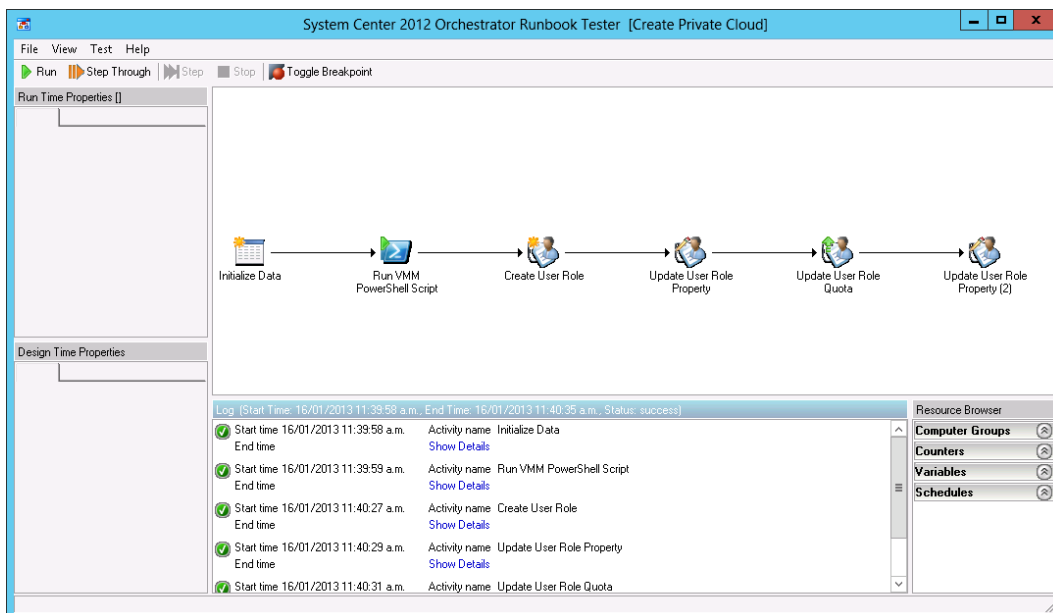 System Center 2012 Orchestrator Runbook Tester [Create Private Cloud]
File View Test Help
Run Step Through Step Stop Toggle Breakpoint
Run Time Properties []
Initialize Data
Run VMM
PowerShell Script
Create User Role
Update User Role
Property
Update User Role
Quota
Update User Role
Property (2)
Design Time Properties
Log (Start Time: 16/01/2013 11:39:58 a.m., End Time: 16/01/2013 11:40:35 a.m., Status: success)
Start time 16/01/2013 11:39:58 a.m. Activity name Initialize Data
End time Show Details
Start time 16/01/2013 11:39:59 a.m. Activity name Run VMM PowerShell Script
End time Show Details
Start time 16/01/2013 11:40:27 a.m. Activity name Create User Role
End time Show Details
Start time 16/01/2013 11:40:29 a.m. Activity name Update User Role Property
End time Show Details
Start time 16/01/2013 11:40:31 a.m. Activity name Update User Role Quota
Resource Browser
Computer Groups
Counters
Variables
Schedules